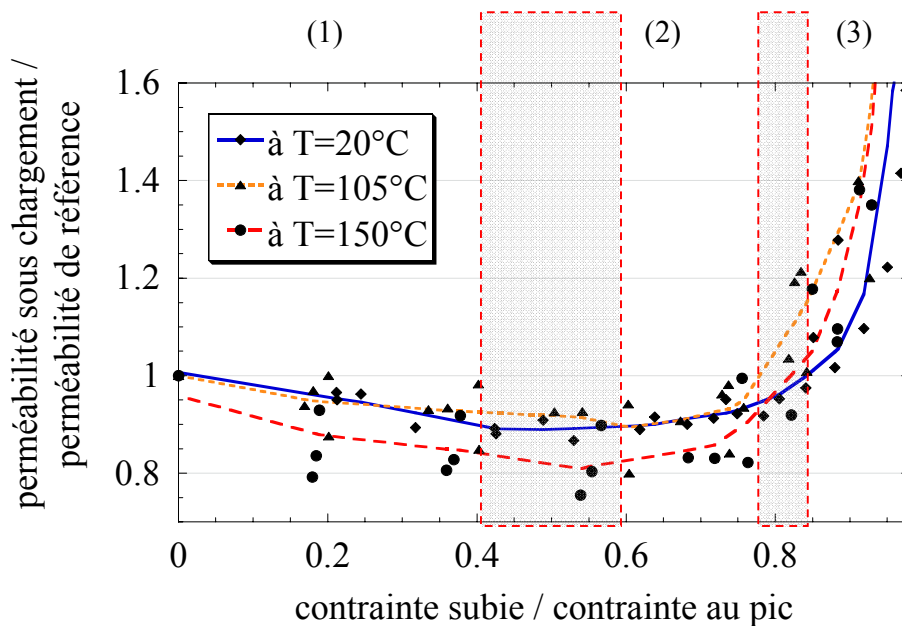 (1)
(2)
(3)
perméabilité sous chargement /
perméabilité de référence
1.6
1.4
1.2
1
0.8
à T=20°C
à T=105°C
à T=150°C
0
0.2
0.4
0.6
0.8
contrainte subie / contrainte au pic